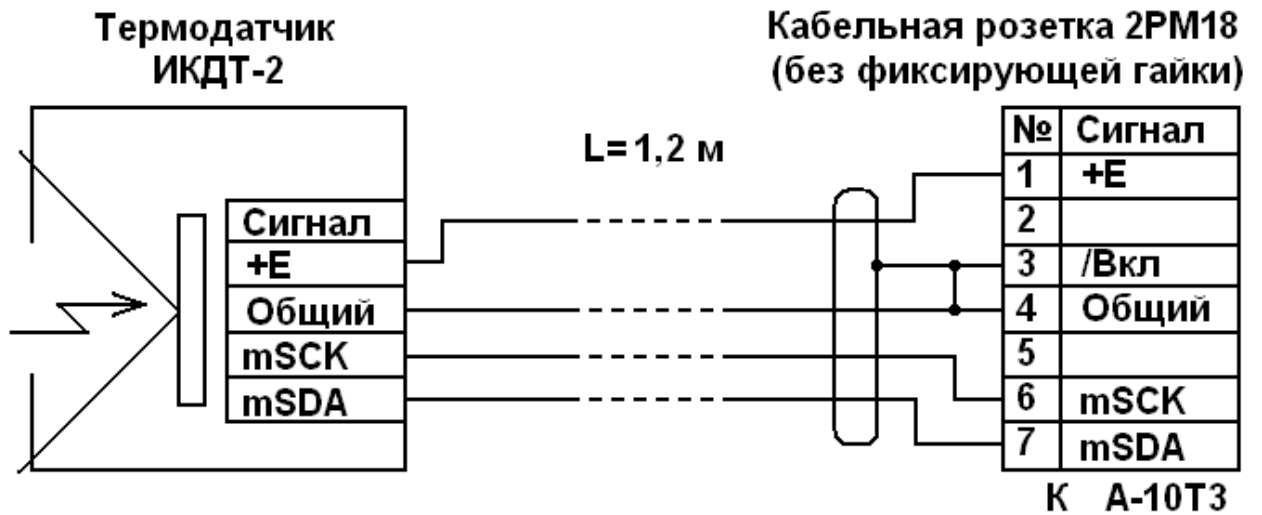 Термодатчик
ИКДТ-2
Кабельная розетка 2РМ18
(без фиксирующей гайки)
L=1,2 м
Сигнал
+Е
Общий
mSCK
mSDA
№ Сигнал
1 +Е
2
3 /Вкл
4 Общий
5
6 mSCK
7 mSDA
К А-10Т3